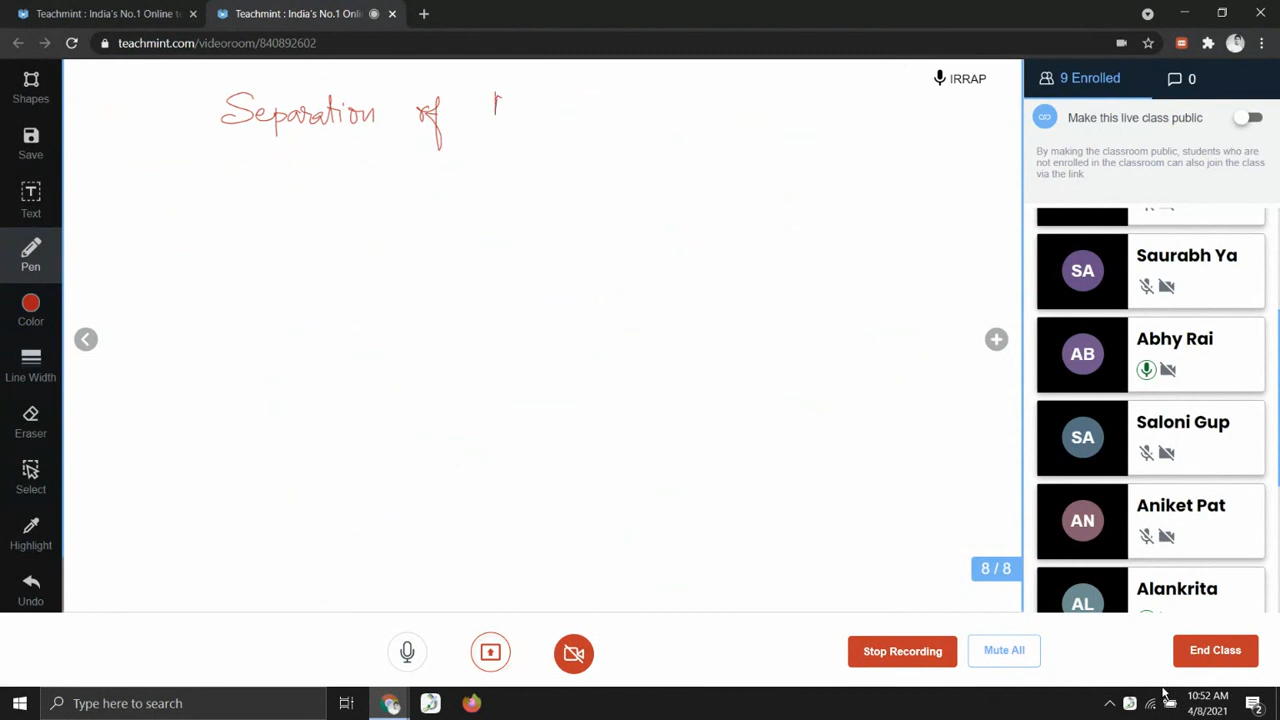 Teachmint : India's No.1 Online t
Teachmint : India's No.1 Onli
teachmint.com/videoroom/840892602
Shapes
Save
Text
Pen
Color
Line Width
Eraser
Select
Highlight
Undo
Separation of
IRRAP
8 / 8
9 Enrolled
0
Make this live class public
By making the classroom public, students who are
not enrolled in the classroom can also join the class
via the link
SA
Saurabh Ya
AB
Abhy Rai
SA
Saloni Gup
AN
Aniket Pat
AL
Alankrita
Stop Recording
Mute All
End Class
Type here to search
10:52 AM
4/8/2021
2